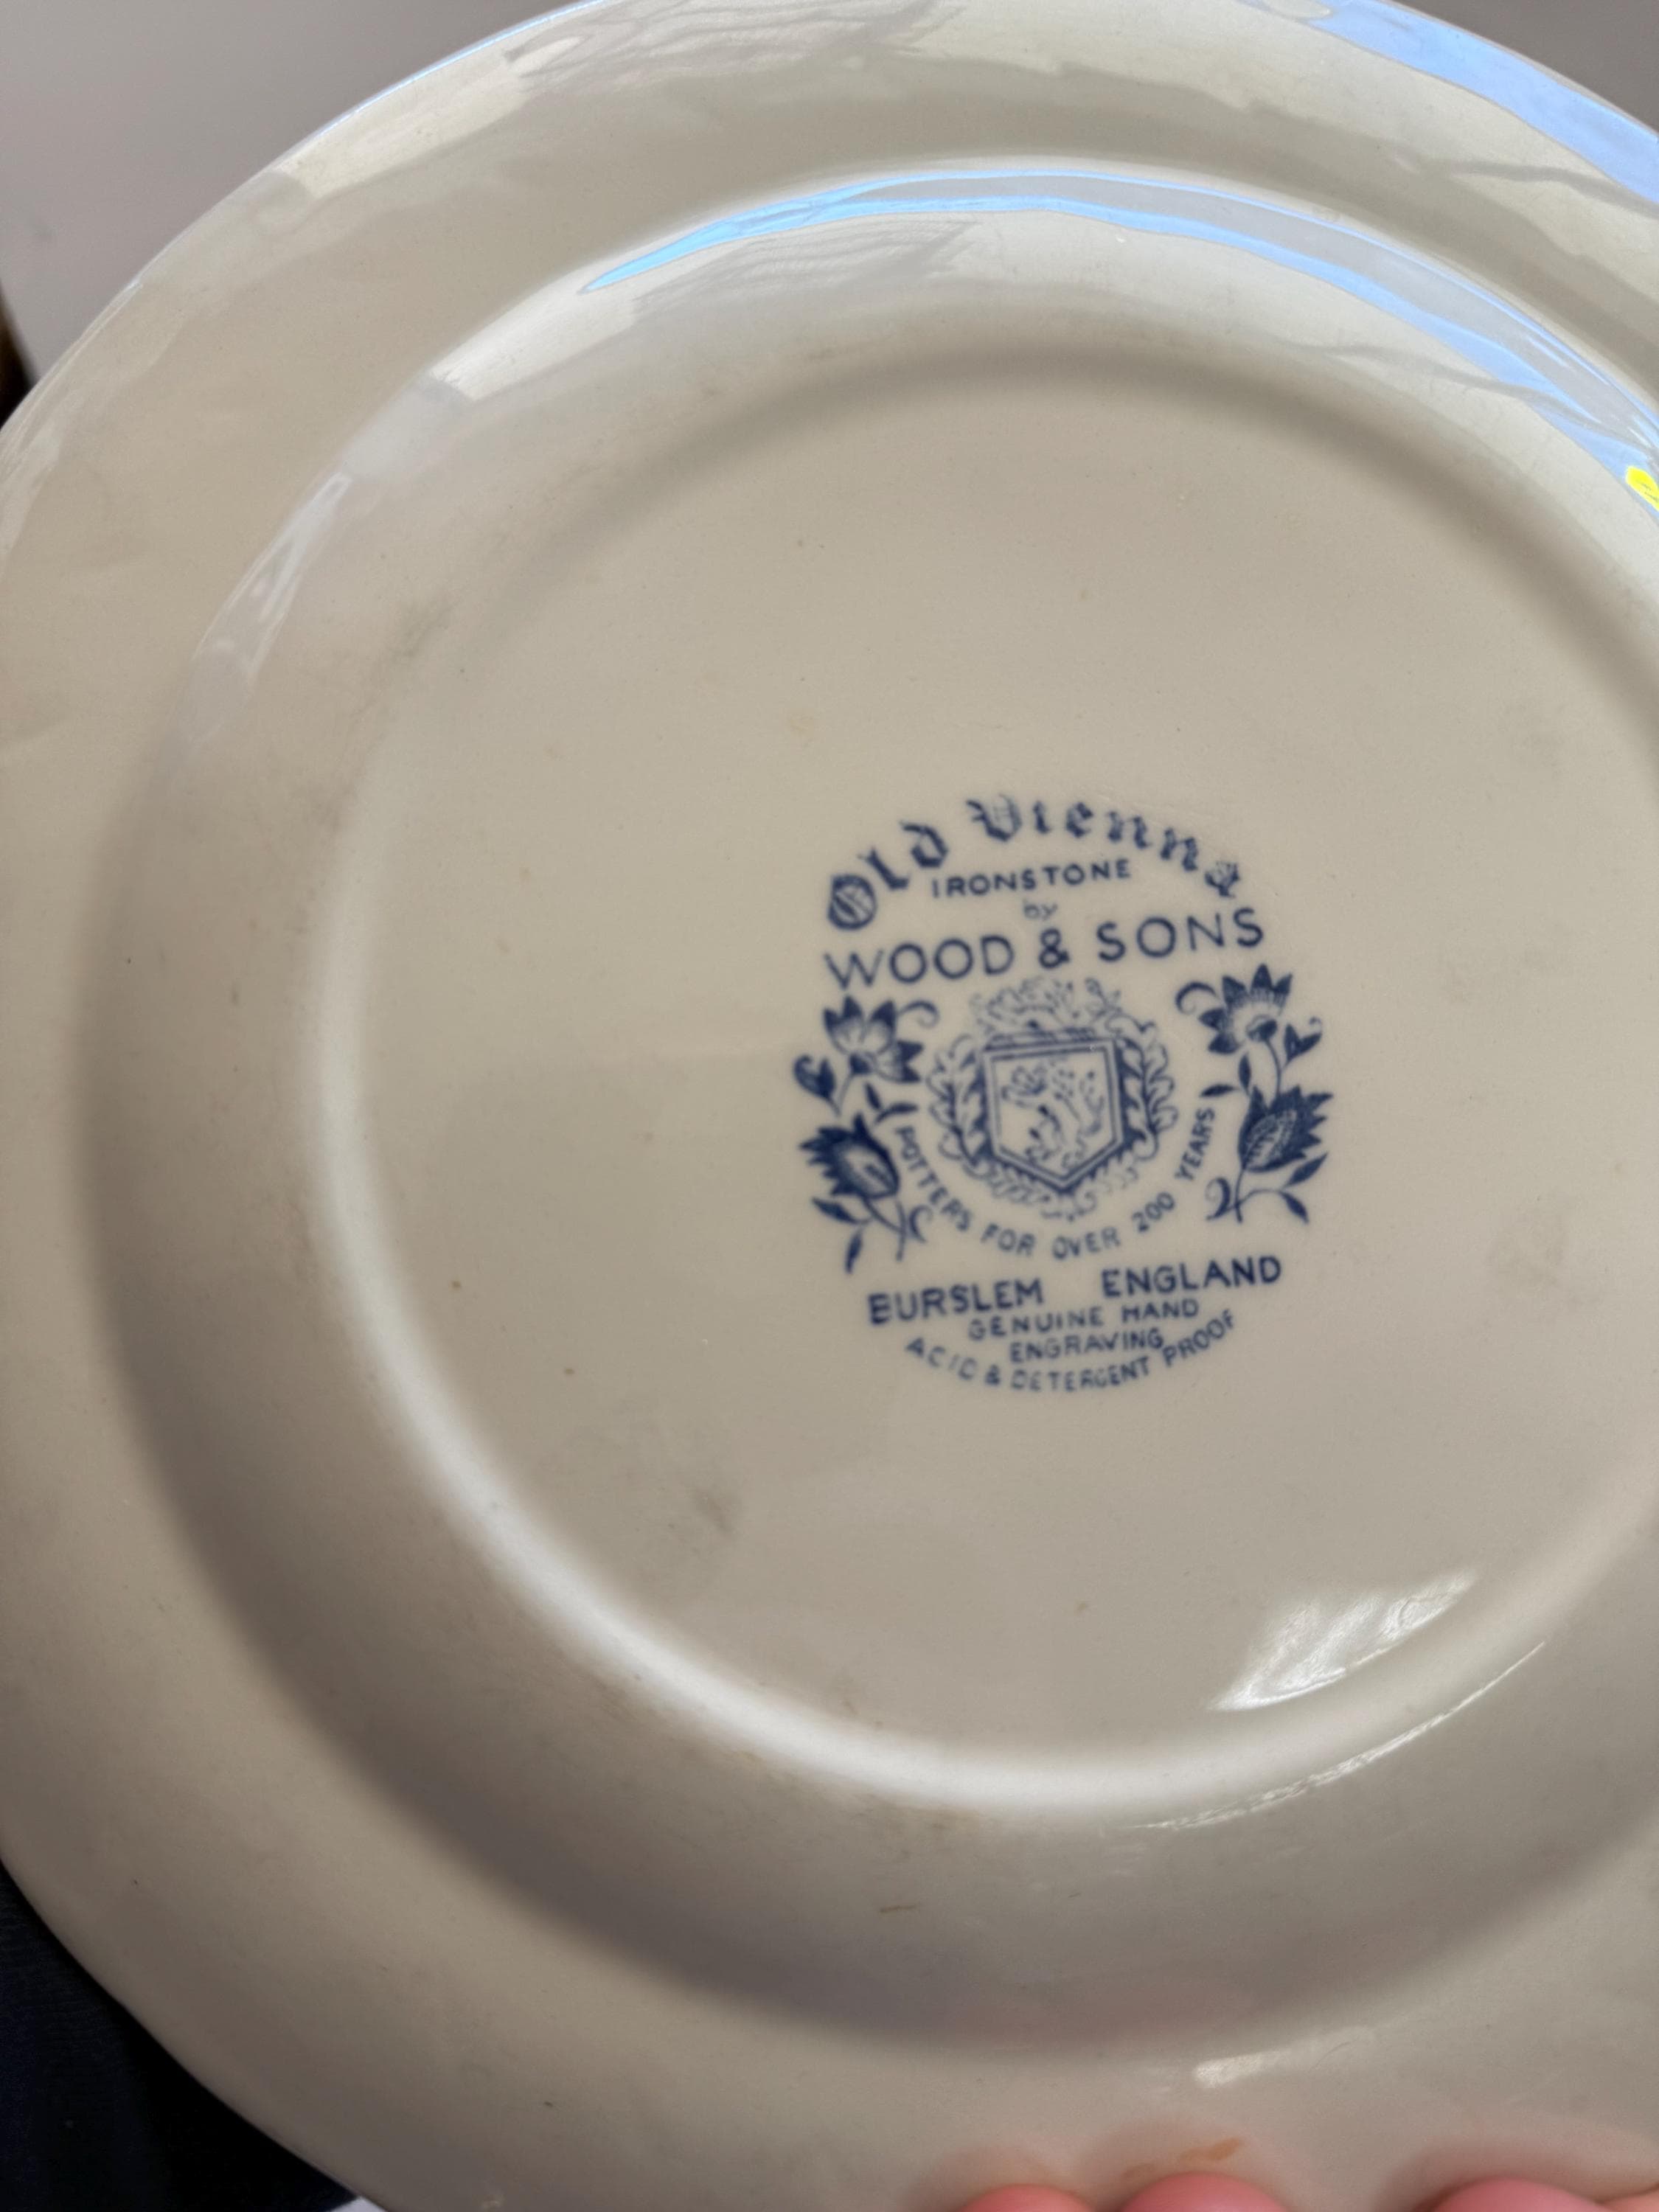 Old Vienna
IRONSTONE
by
WOOD & SONS
POTTERS FOR OVER 200 YEARS
BURSLEM ENGLAND
GENUINE HAND
ENGRAVING
ACID & DETERGENT PROOF